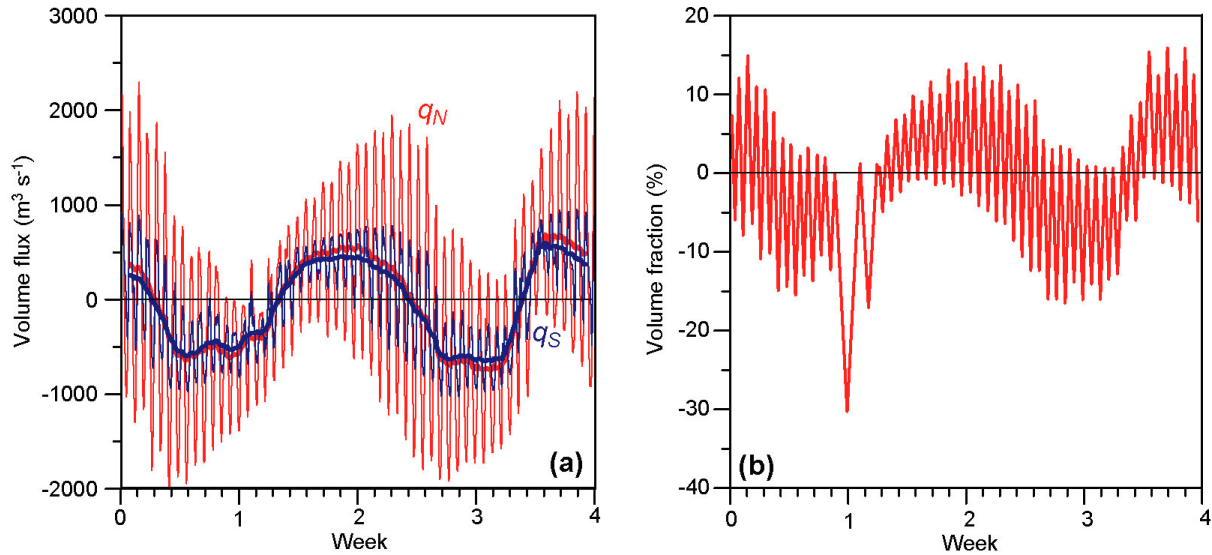 3000
2000
1000
0
-1000
-2000
Volume flux (m³ s⁻¹)
q_N
q_S
(a)
0
1
2
3
4
Week
20
10
0
-10
-20
-30
-40
Volume fraction (%)
(b)
0
1
2
3
4
Week